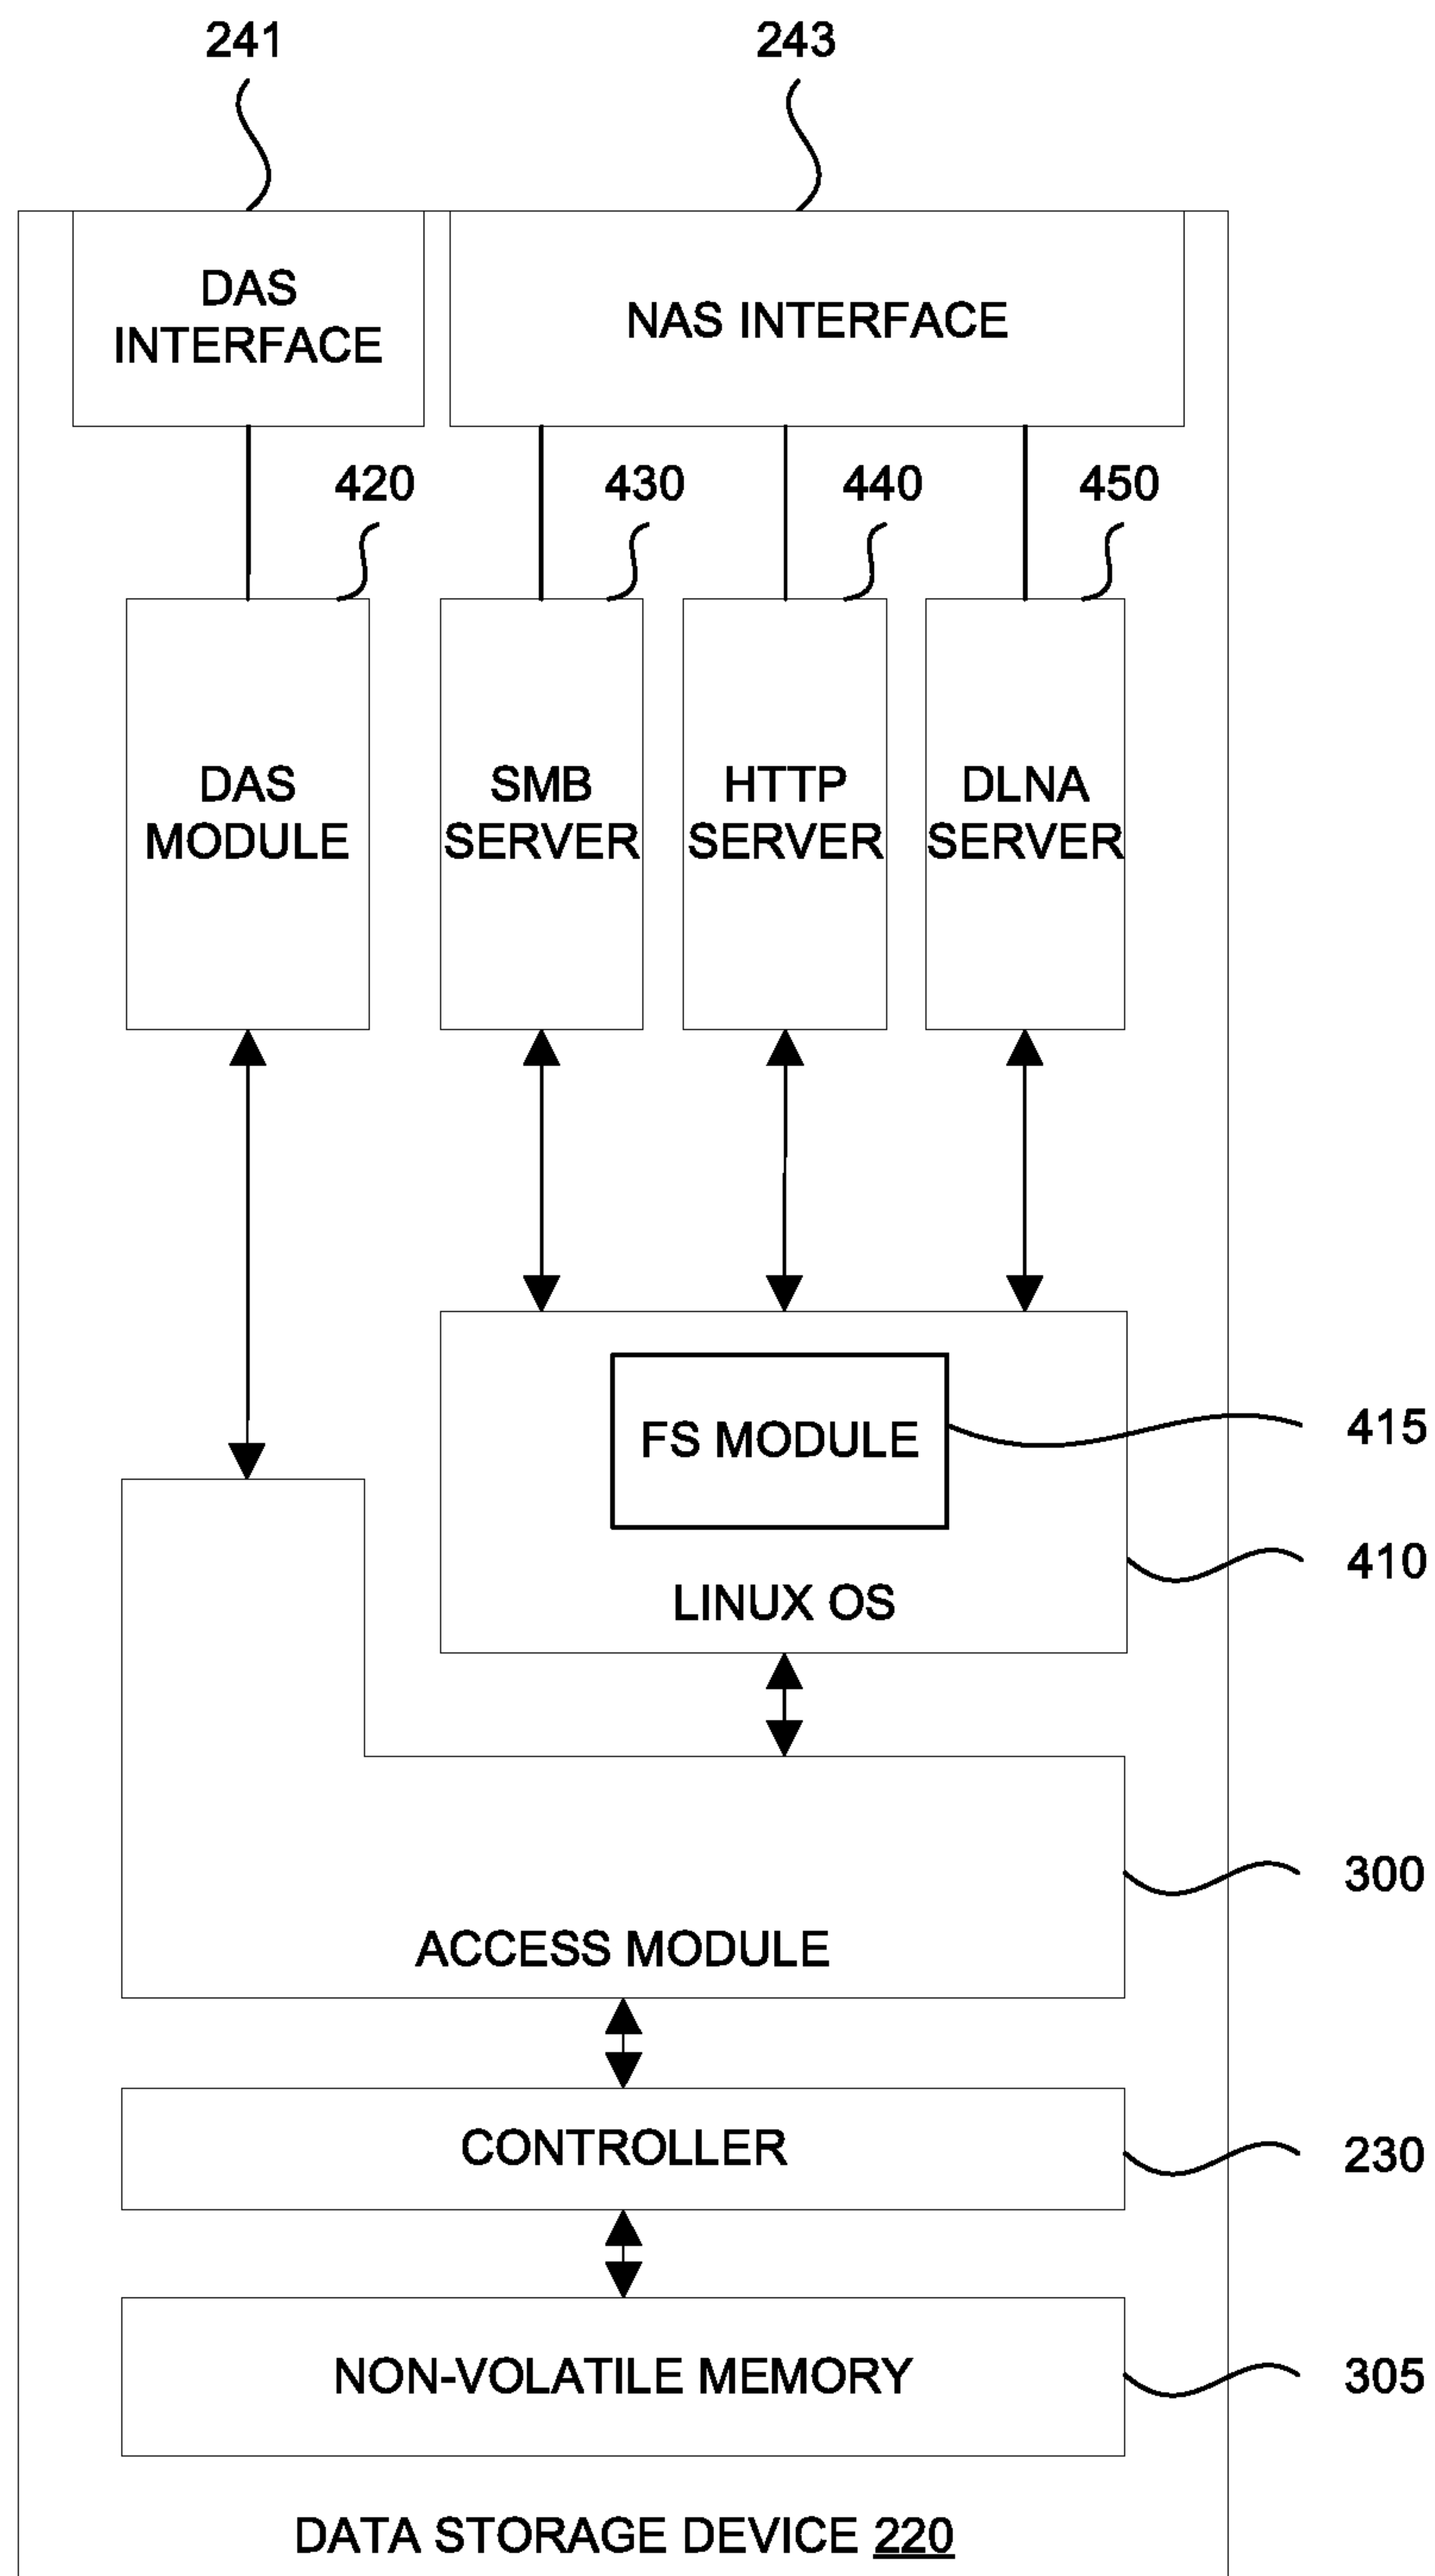 241
243
DAS
INTERFACE
NAS INTERFACE
420
430
440
450
DAS
MODULE
SMB
SERVER
HTTP
SERVER
DLNA
SERVER
FS MODULE
415
410
LINUX OS
300
ACCESS MODULE
CONTROLLER
230
NON-VOLATILE MEMORY
305
DATA STORAGE DEVICE 220